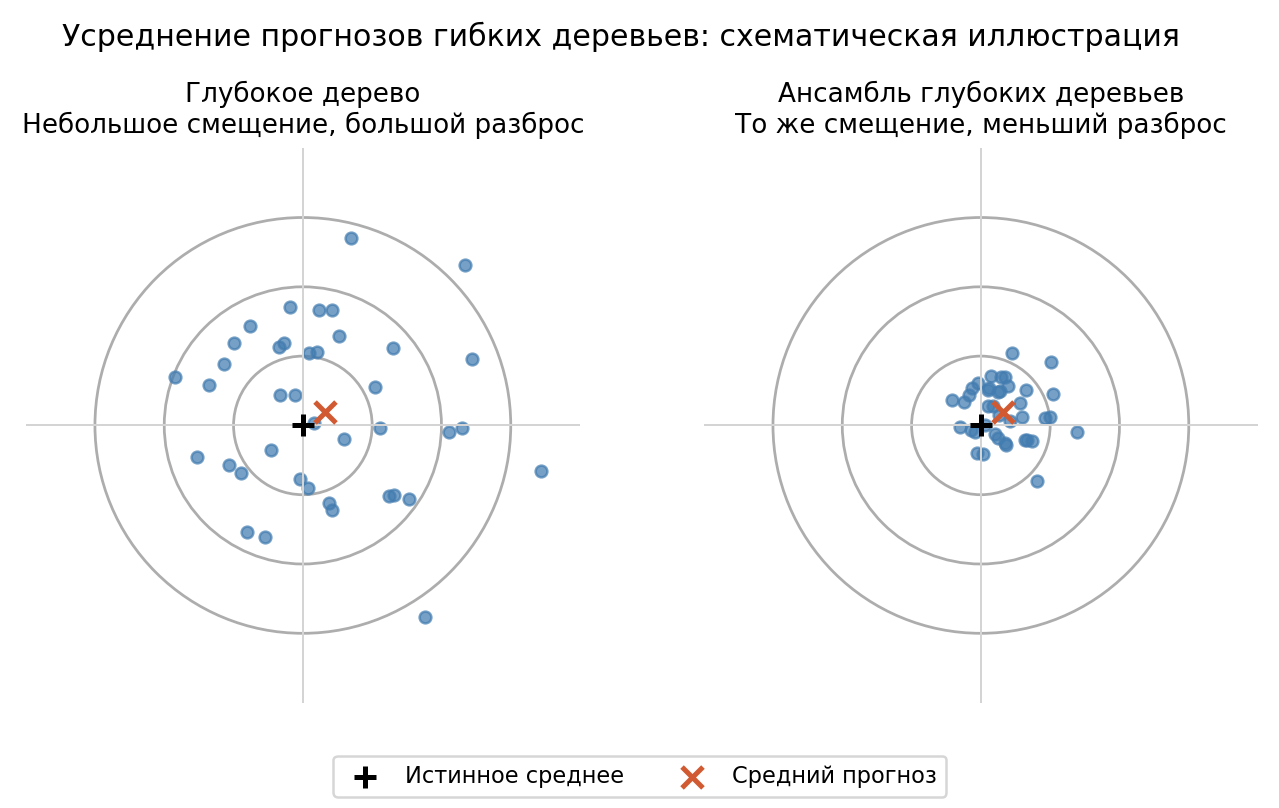 Усреднение прогнозов гибких деревьев: схематическая иллюстрация
Глубокое дерево
Небольшое смещение, большой разброс
Ансамбль глубоких деревьев
То же смещение, меньший разброс
Истинное среднее
Средний прогноз